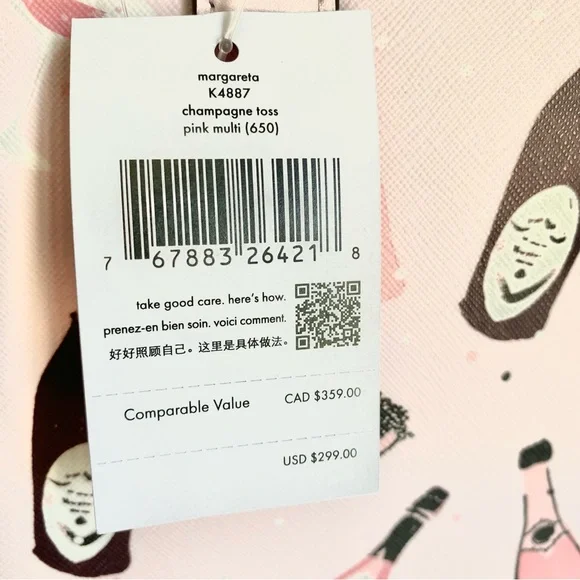 margareta
K4887
champagne toss
pink multi (650)
7 67883 26421 8
take good care. here's how.
prenez-en bien soin. voici comment.
好好照顾自己。这里是具体做法。
Comparable Value CAD $359.00
USD $299.00